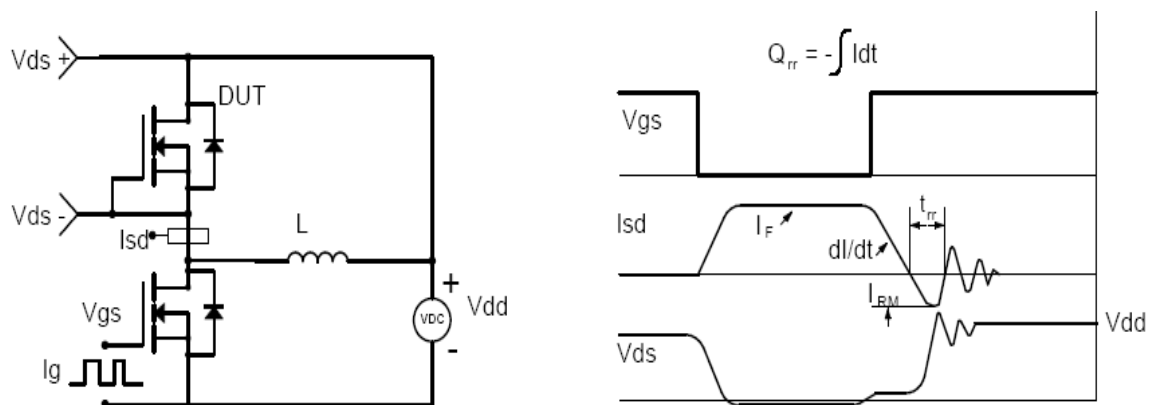 Vds +
DUT
Vds -
Isd
L
Vgs
Ig
+
VDC
-
Vdd
Qrr = -∫Idt
Vgs
Isd
IF
dI/dt
trr
IRM
Vds
Vdd